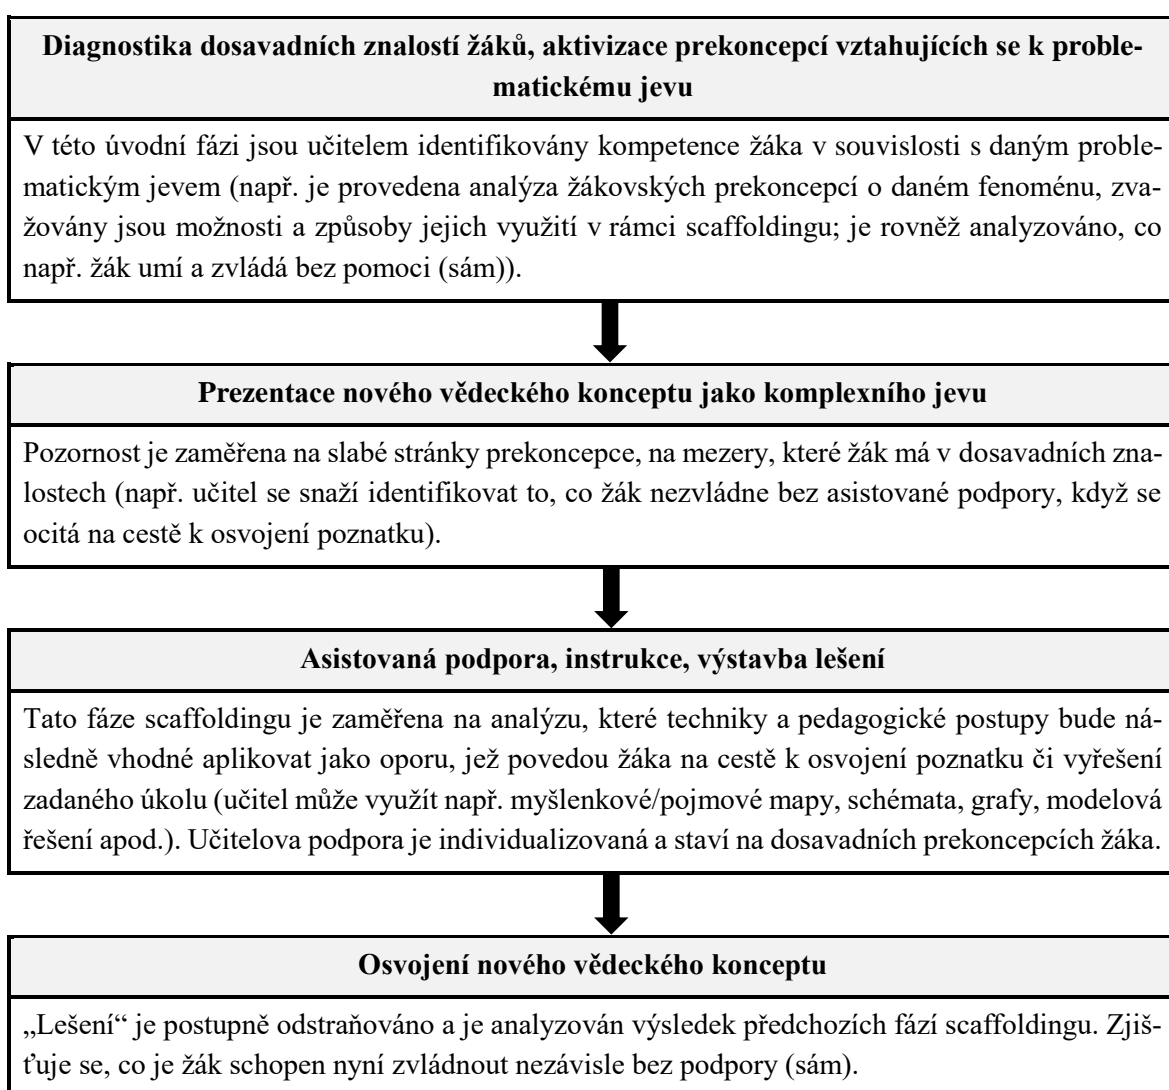 Diagnostika dosavadních znalostí žáků, aktivizace prekoncepcí vztahujících se k proble-
matickému jevu
V této úvodní fázi jsou učitelem identifikovány kompetence žáka v souvislosti s daným proble-
matickým jevem (např. je provedena analýza žákovských prekoncepcí o daném fenoménu, zva-
žovány jsou možnosti a způsoby jejich využití v rámci scaffoldingu; je rovněž analyzováno, co
např. žák umí a zvládá bez pomoci (sám)).
Prezentace nového vědeckého konceptu jako komplexního jevu
Pozornost je zaměřena na slabé stránky prekoncepce, na mezery, které žák má v dosavadních zna-
lostech (např. učitel se snaží identifikovat to, co žák nezvládne bez asistované podpory, když se
ocitá na cestě k osvojení poznatku).
Asistovaná podpora, instrukce, výstavba lešení
Tato fáze scaffoldingu je zaměřena na analýzu, které techniky a pedagogické postupy bude ná-
sledně vhodné aplikovat jako oporu, jež povedou žáka na cestě k osvojení poznatku či vyřešení
zadaného úkolu (učitel může využít např. myšlenkové/pojmové mapy, schémata, grafy, modelová
řešení apod.). Učitelova podpora je individualizovaná a staví na dosavadních prekoncepcích žáka.
Osvojení nového vědeckého konceptu
„Lešení“ je postupně odstraňováno a je analyzován výsledek předchozích fází scaffoldingu. Zjiš-
ťuje se, co je žák schopen nyní zvládnout nezávisle bez podpory (sám).